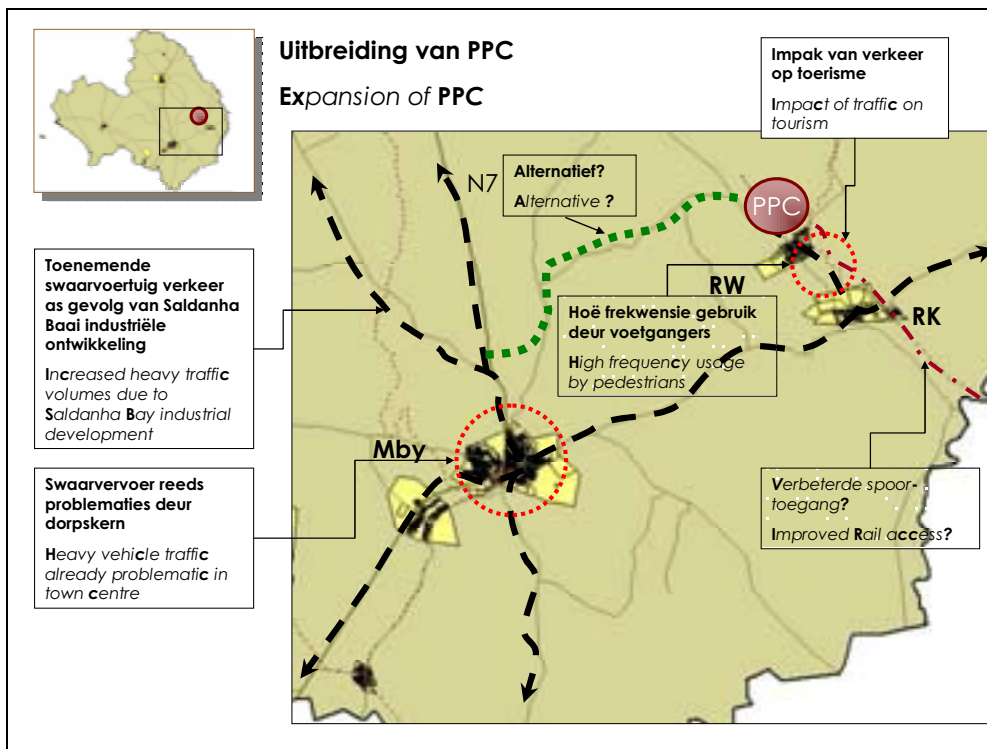 Uitbreiding van PPC
Expansion of PPC
Impak van verkeer
op toerisme
Impact of traffic on
tourism
N7
Alternatief?
Alternative ?
PPC
Toenemende
swaarvoertuig verkeer
as gevolg van Saldanha
Baai industriële
ontwikkeling
Increased heavy traffic
volumes due to
Saldanha Bay industrial
development
RW
Hoë frekwensie gebruik
deur voetgangers
High frequency usage
by pedestrians
RK
Mby
Swaarvervoer reeds
problematies deur
dorpskern
Heavy vehicle traffic
already problematic in
town centre
Verbeterde spoor-
toegang?
Improved Rail access?